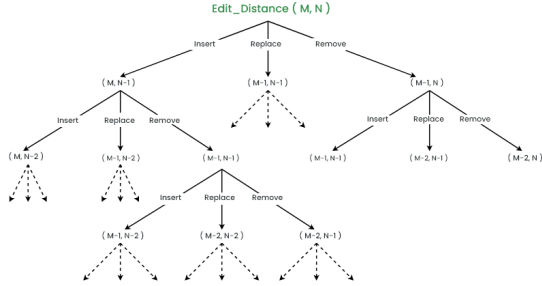 Edit_Distance ( M, N )
Insert Replace Remove
( M, N-1 ) ( M-1, N-1 ) ( M-1, N )
Insert Replace Remove Insert Replace Remove
( M, N-2 ) ( M-1, N-2 ) ( M-1, N-1 ) ( M-1, N-1 ) ( M-2, N-1 ) ( M-2, N )
Insert Replace Remove
( M-1, N-2 ) ( M-2, N-2 ) ( M-2, N-1 )